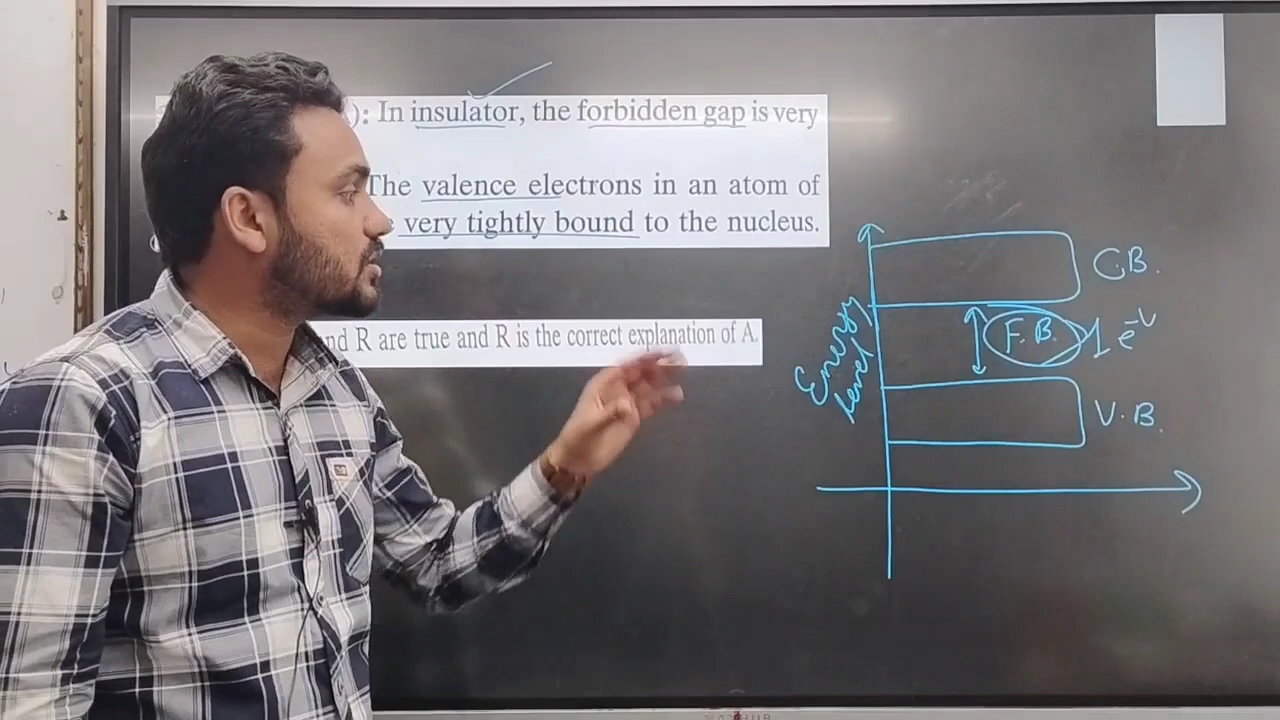 ): In insulator, the forbidden gap is very
The valence electrons in an atom of
very tightly bound to the nucleus.
nd R are true and R is the correct explanation of A.
C.B.
F.B. 1 e⁻V
Energy
level
V.B.